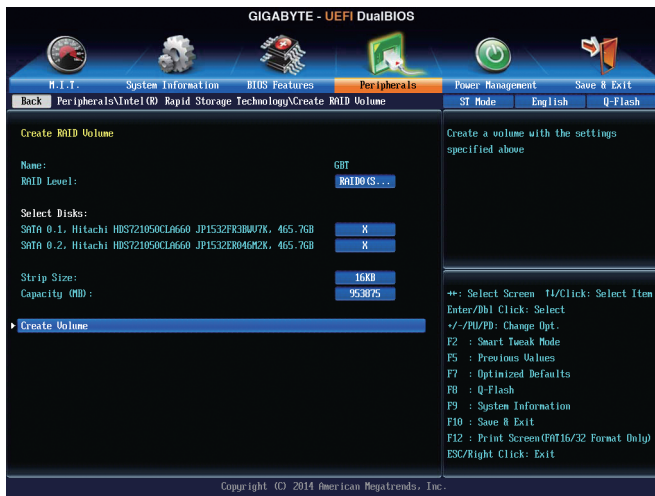 GIGABYTE - UEFI DualBIOS
M.I.T. System Information BIOS Features Peripherals Power Management Save & Exit
Back Peripherals\Intel(R) Rapid Storage Technology\Create RAID Volume ST Mode English Q-Flash
Create RAID Volume
Name: GBT
RAID Level: RAID0(S...
Select Disks:
SATA 0.1, Hitachi HDS721050CLA660 JP1532FR3BWV7K, 465.7GB X
SATA 0.2, Hitachi HDS721050CLA660 JP1532ER046M2K, 465.7GB X
Strip Size: 16KB
Capacity (MB): 953875
Create Volume
Create a volume with the settings
specified above
→←: Select Screen ↑↓/Click: Select Item
Enter/Dbl Click: Select
+/-/PU/PD: Change Opt.
F2 : Smart Tweak Mode
F5 : Previous Values
F7 : Optimized Defaults
F8 : Q-Flash
F9 : System Information
F10 : Save & Exit
F12 : Print Screen(FAT16/32 Format Only)
ESC/Right Click: Exit
Copyright (C) 2014 American Megatrends, Inc.